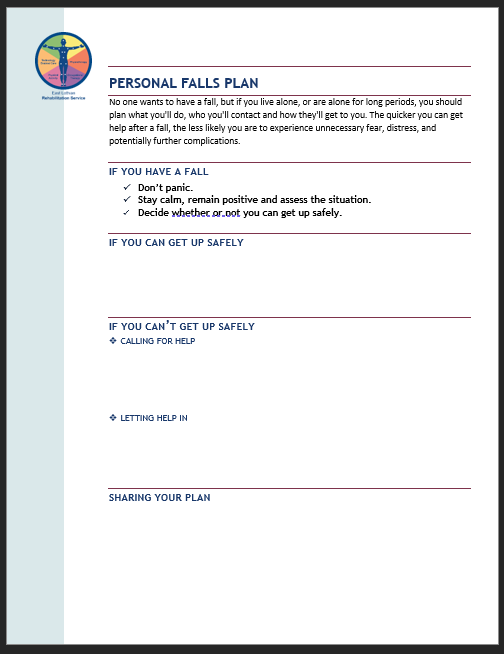 East Lothian
Rehabilitation Service
PERSONAL FALLS PLAN
No one wants to have a fall, but if you live alone, or are alone for long periods, you should
plan what you'll do, who you'll contact and how they'll get to you. The quicker you can get
help after a fall, the less likely you are to experience unnecessary fear, distress, and
potentially further complications.
IF YOU HAVE A FALL
✓ Don't panic.
✓ Stay calm, remain positive and assess the situation.
✓ Decide whether or not you can get up safely.
IF YOU CAN GET UP SAFELY
IF YOU CAN'T GET UP SAFELY
❖ CALLING FOR HELP
❖ LETTING HELP IN
SHARING YOUR PLAN